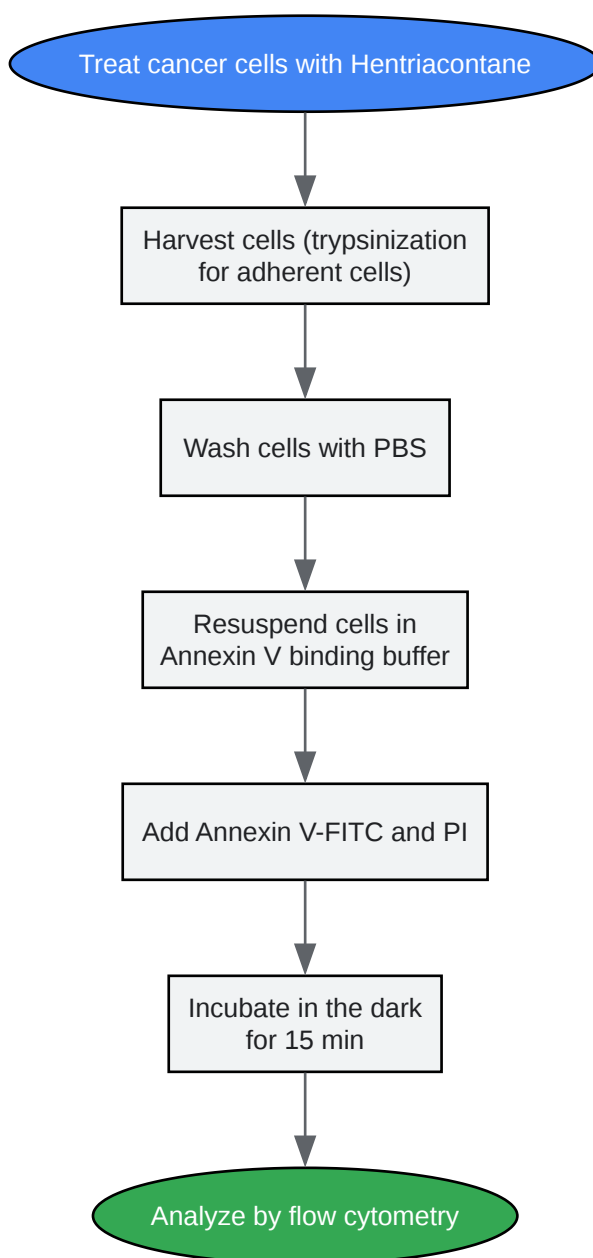 Treat cancer cells with Hentriacontane
Harvest cells (trypsinization
for adherent cells)
Wash cells with PBS
Resuspend cells in
Annexin V binding buffer
Add Annexin V-FITC and PI
Incubate in the dark
for 15 min
Analyze by flow cytometry